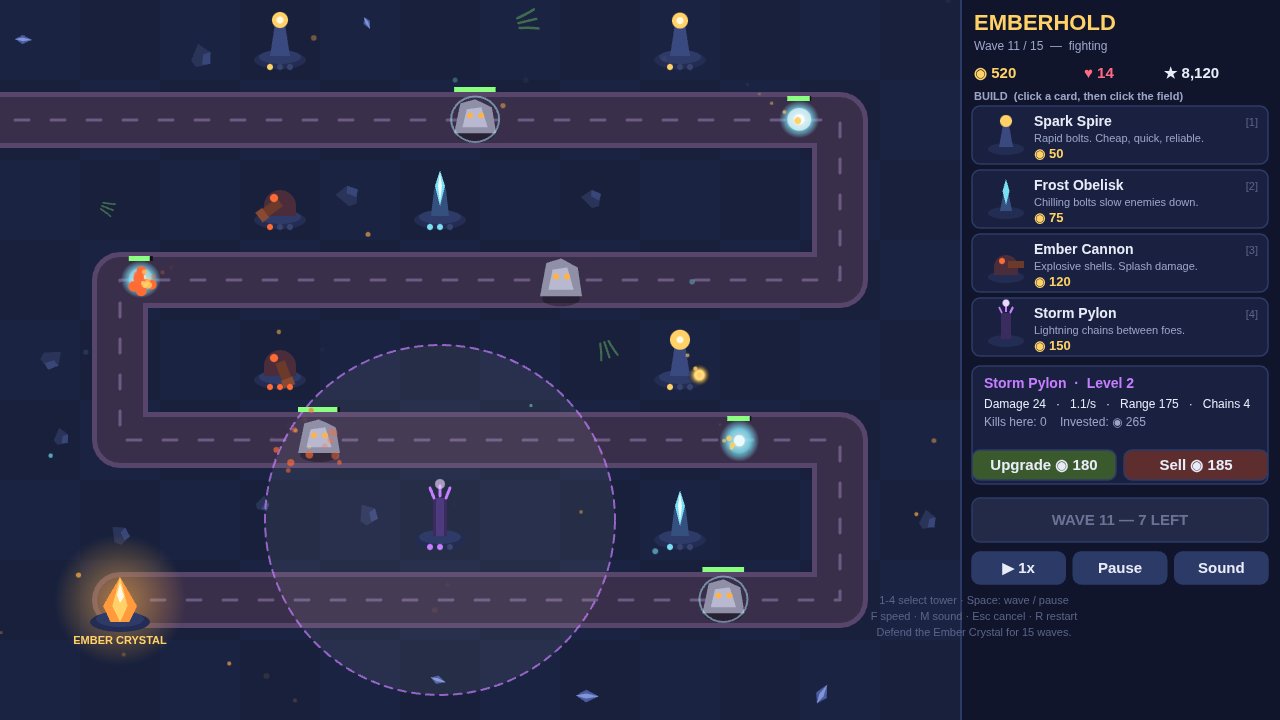 EMBERHOLD
Wave 11 / 15 — fighting
◉ 520 ♥ 14 ★ 8,120
BUILD (click a card, then click the field)
Spark Spire [1]
Rapid bolts. Cheap, quick, reliable.
◉ 50
Frost Obelisk [2]
Chilling bolts slow enemies down.
◉ 75
Ember Cannon [3]
Explosive shells. Splash damage.
◉ 120
Storm Pylon [4]
Lightning chains between foes.
◉ 150
Storm Pylon · Level 2
Damage 24 · 1.1/s · Range 175 · Chains 4
Kills here: 0 Invested: ◉ 265
Upgrade ◉ 180 Sell ◉ 185
WAVE 11 — 7 LEFT
▶ 1x Pause Sound
1-4 select tower · Space: wave / pause
F speed · M sound · Esc cancel · R restart
Defend the Ember Crystal for 15 waves.
EMBER CRYSTAL